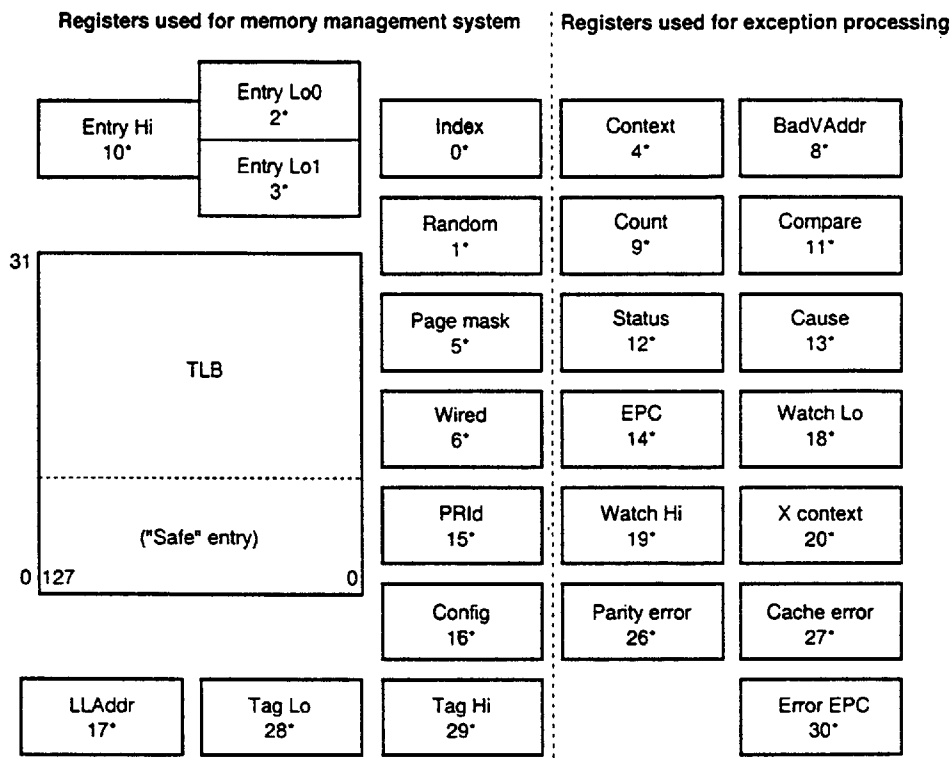 Registers used for memory management system
Registers used for exception processing
Entry Hi
10*
Entry Lo0
2*
Entry Lo1
3*
Index
0*
Context
4*
BadVAddr
8*
Random
1*
Count
9*
Compare
11*
31
TLB
Page mask
5*
Status
12*
Cause
13*
Wired
6*
EPC
14*
Watch Lo
18*
("Safe" entry)
0
127
0
PRId
15*
Watch Hi
19*
X context
20*
Config
16*
Parity error
26*
Cache error
27*
LLAddr
17*
Tag Lo
28*
Tag Hi
29*
Error EPC
30*